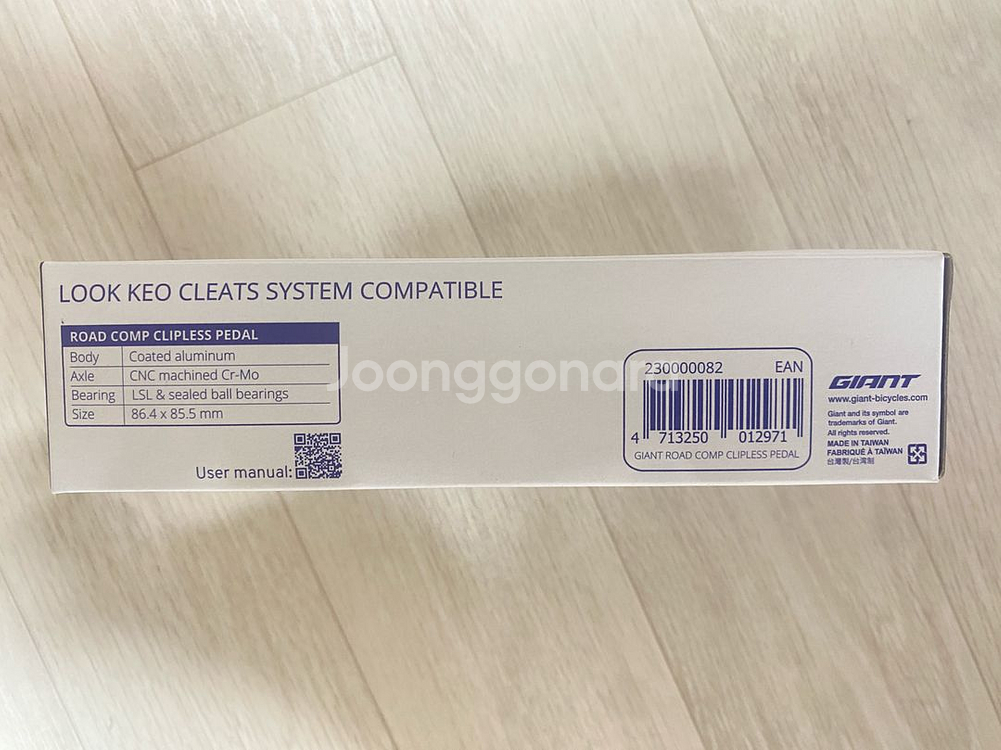 LOOK KEO CLEATS SYSTEM COMPATIBLE
ROAD COMP CLIPLESS PEDAL
Body Coated aluminum
Axle CNC machined Cr-Mo
Bearing LSL & sealed ball bearings
Size 86.4 x 85.5 mm
User manual:
Joonggonara
230000082 EAN
4 713250 012971
GIANT ROAD COMP CLIPLESS PEDAL
GIANT
www.giant-bicycles.com
Giant and its symbol are
trademarks of Giant.
All rights reserved.
MADE IN TAIWAN
FABRIQUÉ À TAÏWAN
台灣製/台湾制